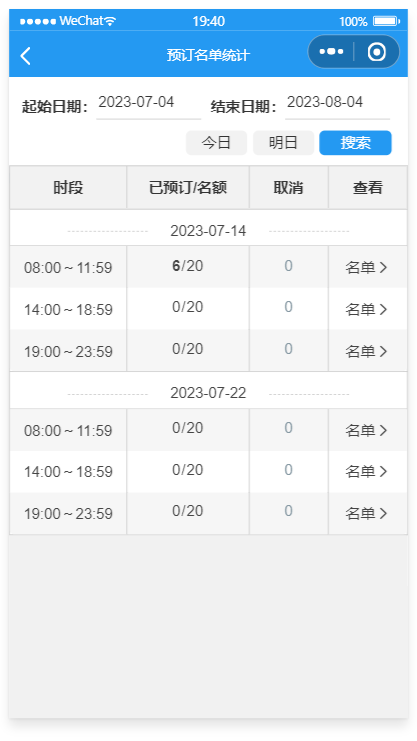 WeChat 19:40 100%
预订名单统计
起始日期: 2023-07-04 结束日期: 2023-08-04
今日 明日 搜索
时段 已预订/名额 取消 查看
2023-07-14
08:00～11:59 6/20 0 名单
14:00～18:59 0/20 0 名单
19:00～23:59 0/20 0 名单
2023-07-22
08:00～11:59 0/20 0 名单
14:00～18:59 0/20 0 名单
19:00～23:59 0/20 0 名单